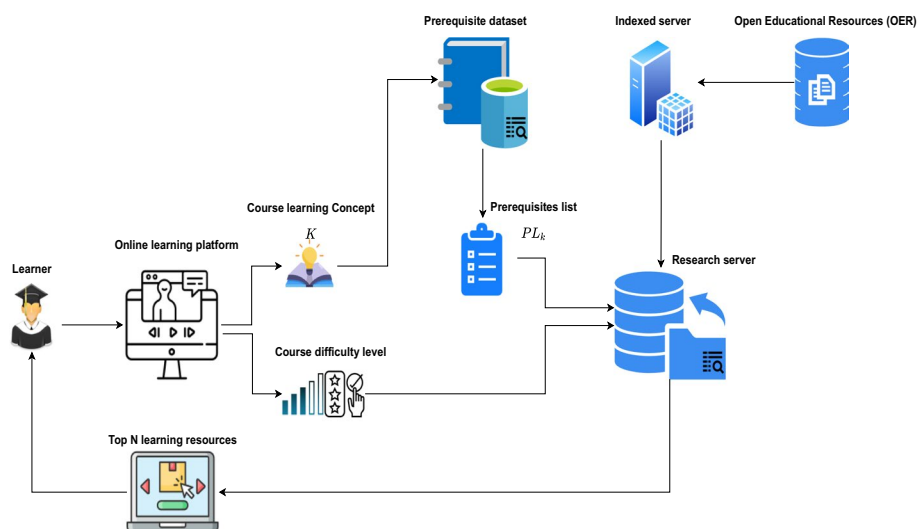 Prerequisite dataset
Indexed server
Open Educational Resources (OER)
Course learning Concept
K
Prerequisites list
PL_k
Online learning platform
Learner
Research server
Course difficulty level
Top N learning resources